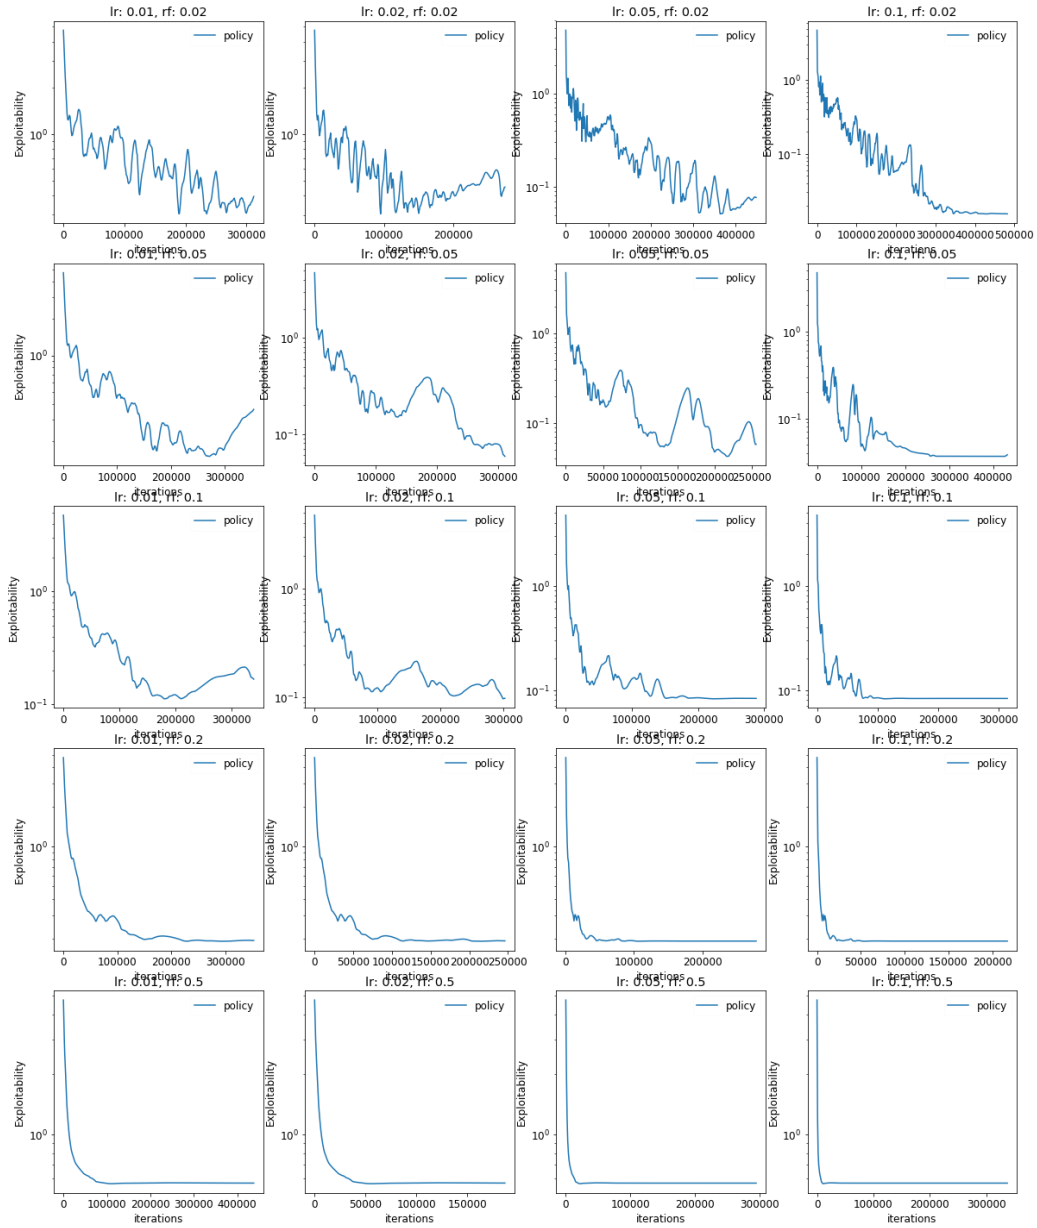 lr: 0.01, rf: 0.02
lr: 0.02, rf: 0.02
lr: 0.05, rf: 0.02
lr: 0.1, rf: 0.02
policy
policy
policy
policy
Exploitability
Exploitability
Exploitability
Exploitability
10^0
10^0
10^0
10^-1
10^0
10^-1
0 100000 200000 300000
0 100000 200000
0 100000 200000 300000 400000
0 100000 200000 300000 400000 500000
iterations
iterations
iterations
iterations
lr: 0.01, rf: 0.05
lr: 0.02, rf: 0.05
lr: 0.05, rf: 0.05
lr: 0.1, rf: 0.05
policy
policy
policy
policy
Exploitability
Exploitability
Exploitability
Exploitability
10^0
10^0
10^-1
10^0
10^-1
10^0
10^-1
0 100000 200000 300000
0 100000 200000 300000
0 50000 100000 150000 200000 250000
0 100000 200000 300000 400000
iterations
iterations
iterations
iterations
lr: 0.01, rf: 0.1
lr: 0.02, rf: 0.1
lr: 0.05, rf: 0.1
lr: 0.1, rf: 0.1
policy
policy
policy
policy
Exploitability
Exploitability
Exploitability
Exploitability
10^0
10^-1
10^0
10^-1
10^0
10^-1
10^0
10^-1
0 100000 200000 300000
0 100000 200000 300000
0 100000 200000 300000
0 100000 200000 300000
iterations
iterations
iterations
iterations
lr: 0.01, rf: 0.2
lr: 0.02, rf: 0.2
lr: 0.05, rf: 0.2
lr: 0.1, rf: 0.2
policy
policy
policy
policy
Exploitability
Exploitability
Exploitability
Exploitability
10^0
10^0
10^0
10^0
0 100000 200000 300000
0 50000 100000 150000 200000 250000
0 100000 200000
0 50000 100000 150000 200000
iterations
iterations
iterations
iterations
lr: 0.01, rf: 0.5
lr: 0.02, rf: 0.5
lr: 0.05, rf: 0.5
lr: 0.1, rf: 0.5
policy
policy
policy
policy
Exploitability
Exploitability
Exploitability
Exploitability
10^0
10^0
10^0
10^0
0 100000 200000 300000 400000
0 50000 100000 150000
0 100000 200000 300000
0 100000 200000 300000
iterations
iterations
iterations
iterations